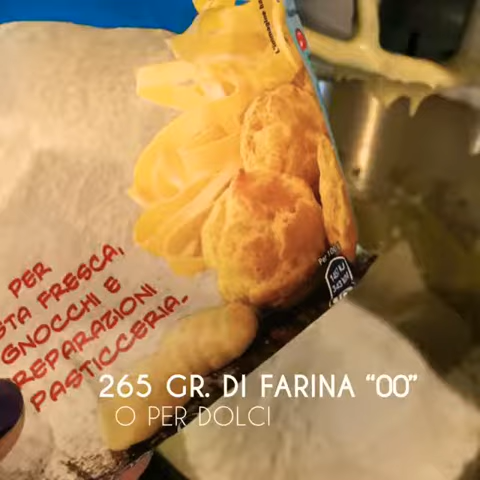 PER
STA FRESCA,
GNOCCHI E
REPARAZIONI
PASTICCERIA.
265 GR. DI FARINA “00”
O PER DOLCI